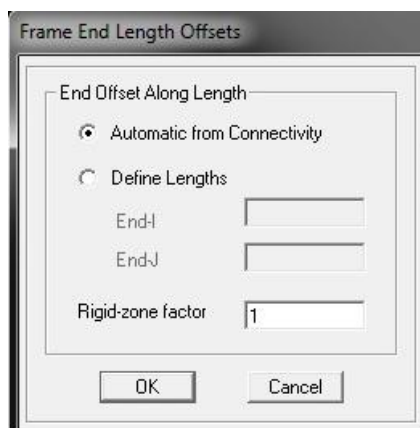 Frame End Length Offsets
End Offset Along Length
Automatic from Connectivity
Define Lengths
End-I
End-J
Rigid-zone factor 1
OK Cancel